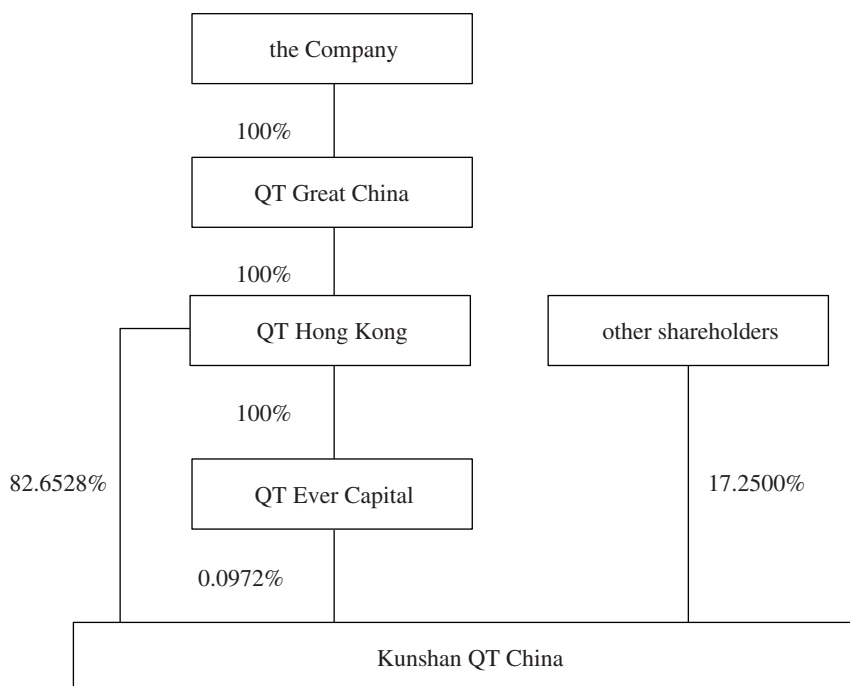 the Company
100%
QT Great China
100%
QT Hong Kong
other shareholders
100%
82.6528%
QT Ever Capital
17.2500%
0.0972%
Kunshan QT China